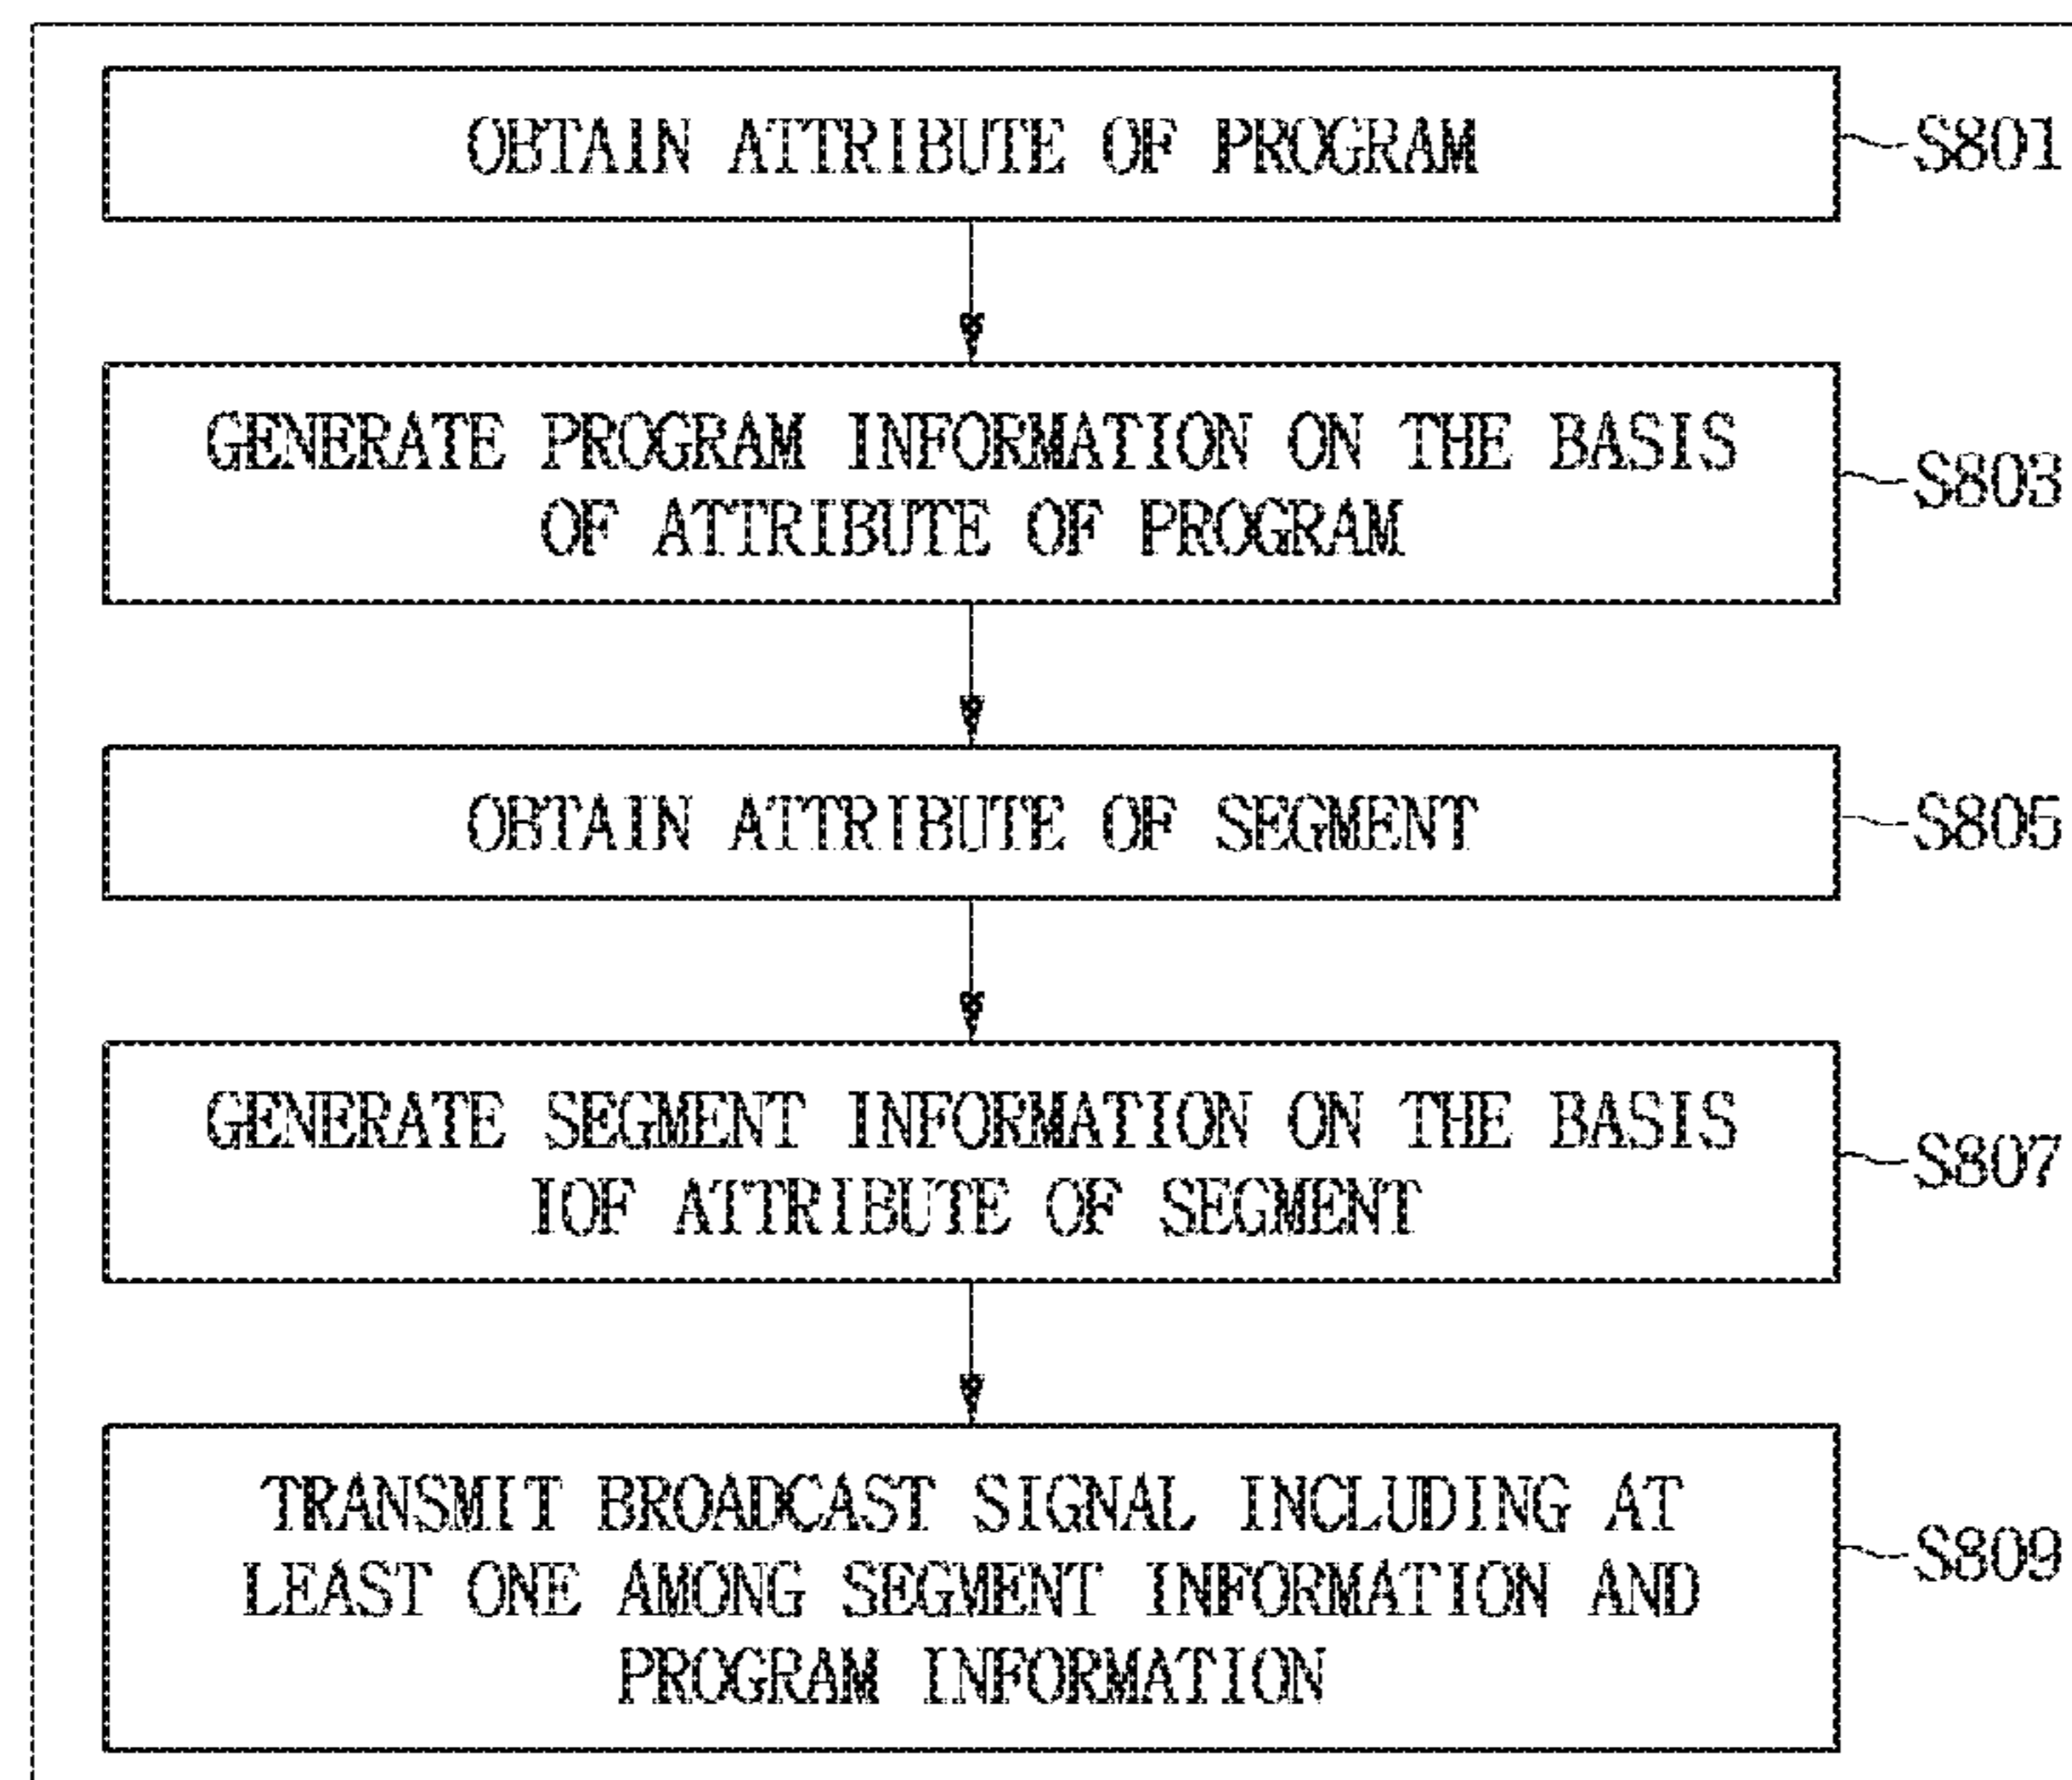 OBTAIN ATTRIBUTE OF PROGRAM
S801
GENERATE PROGRAM INFORMATION ON THE BASIS
OF ATTRIBUTE OF PROGRAM
S803
OBTAIN ATTRIBUTE OF SEGMENT
S805
GENERATE SEGMENT INFORMATION ON THE BASIS
IOF ATTRIBUTE OF SEGMENT
S807
TRANSMIT BROADCAST SIGNAL INCLUDING AT
LEAST ONE AMONG SEGMENT INFORMATION AND
PROGRAM INFORMATION
S809